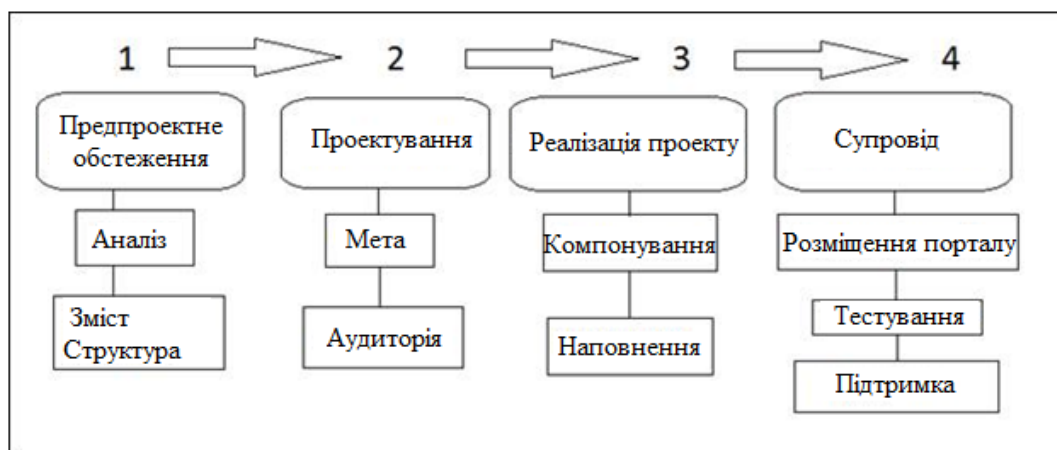 1
2
3
4
Предпроектне
обстеження
Проектування
Реалізація проекту
Супровід
Аналіз
Мета
Компонування
Розміщення порталу
Зміст
Структура
Аудиторія
Наповнення
Тестування
Підтримка